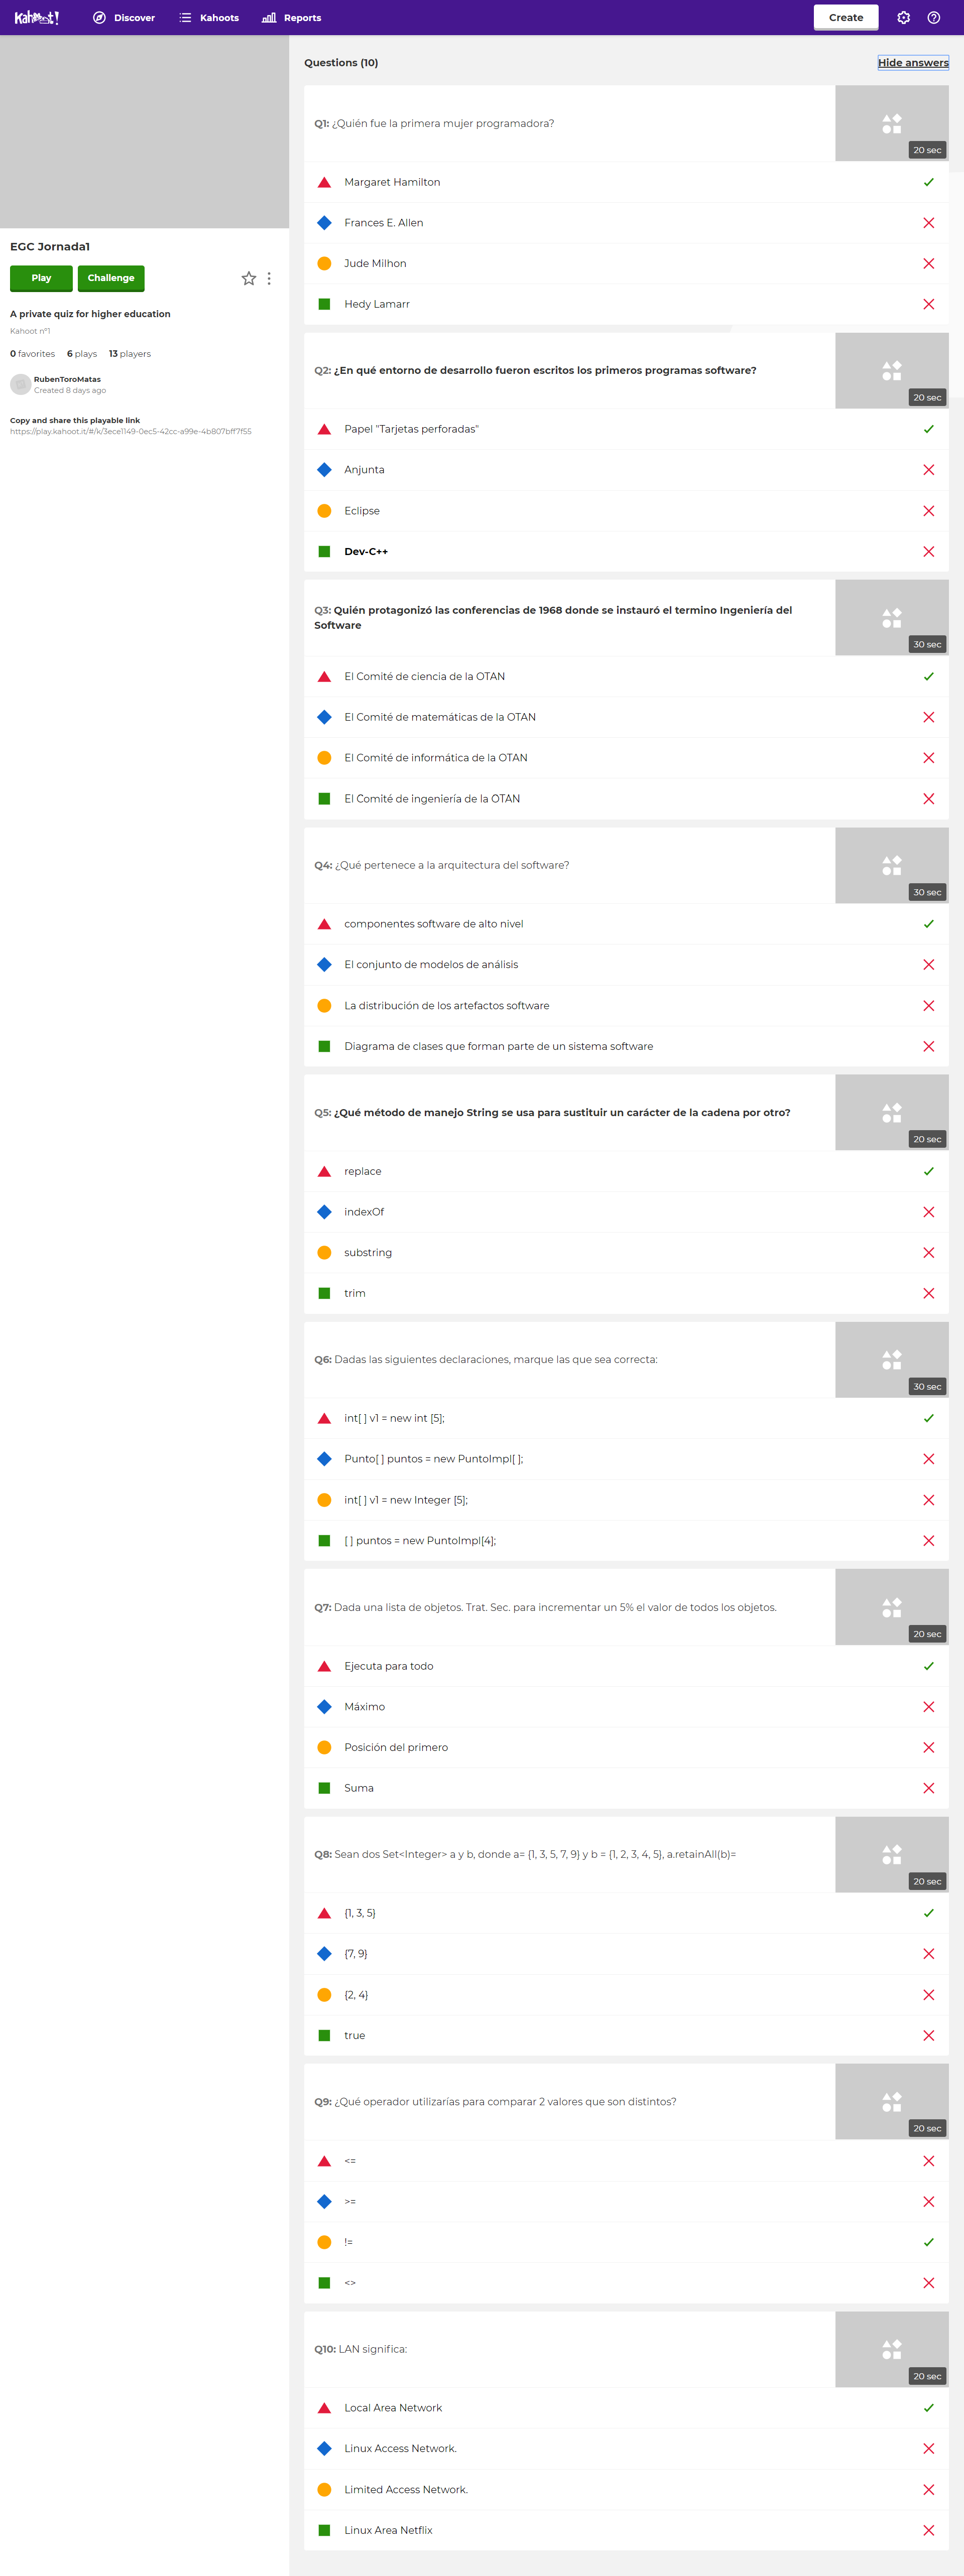 Kahoot!
Discover
Kahoots
Reports
Create
EGC Jornada1
Play
Challenge
A private quiz for higher education
Kahoot nº1
0 favorites 6 plays 13 players
RubenToroMatas
Created 8 days ago
Copy and share this playable link
https://play.kahoot.it/#/k/3ece1149-0ec5-42cc-a99e-4b807bff7f55
Questions (10)
Hide answers
Q1: ¿Quién fue la primera mujer programadora?
20 sec
Margaret Hamilton
Frances E. Allen
Jude Milhon
Hedy Lamarr
Q2: ¿En qué entorno de desarrollo fueron escritos los primeros programas software?
20 sec
Papel "Tarjetas perforadas"
Anjunta
Eclipse
Dev-C++
Q3: Quién protagonizó las conferencias de 1968 donde se instauró el termino Ingeniería del
Software
30 sec
El Comité de ciencia de la OTAN
El Comité de matemáticas de la OTAN
El Comité de informática de la OTAN
El Comité de ingeniería de la OTAN
Q4: ¿Qué pertenece a la arquitectura del software?
30 sec
componentes software de alto nivel
El conjunto de modelos de análisis
La distribución de los artefactos software
Diagrama de clases que forman parte de un sistema software
Q5: ¿Qué método de manejo String se usa para sustituir un carácter de la cadena por otro?
20 sec
replace
indexOf
substring
trim
Q6: Dadas las siguientes declaraciones, marque las que sea correcta:
30 sec
int[ ] v1 = new int [5];
Punto[ ] puntos = new PuntoImpl[ ];
int[ ] v1 = new Integer [5];
[ ] puntos = new PuntoImpl[4];
Q7: Dada una lista de objetos. Trat. Sec. para incrementar un 5% el valor de todos los objetos.
20 sec
Ejecuta para todo
Máximo
Posición del primero
Suma
Q8: Sean dos Set<Integer> a y b, donde a= {1, 3, 5, 7, 9} y b = {1, 2, 3, 4, 5}, a.retainAll(b)=
20 sec
{1, 3, 5}
{7, 9}
{2, 4}
true
Q9: ¿Qué operador utilizarías para comparar 2 valores que son distintos?
20 sec
<=
>=
!=
<>
Q10: LAN significa:
20 sec
Local Area Network
Linux Access Network.
Limited Access Network.
Linux Area Netflix